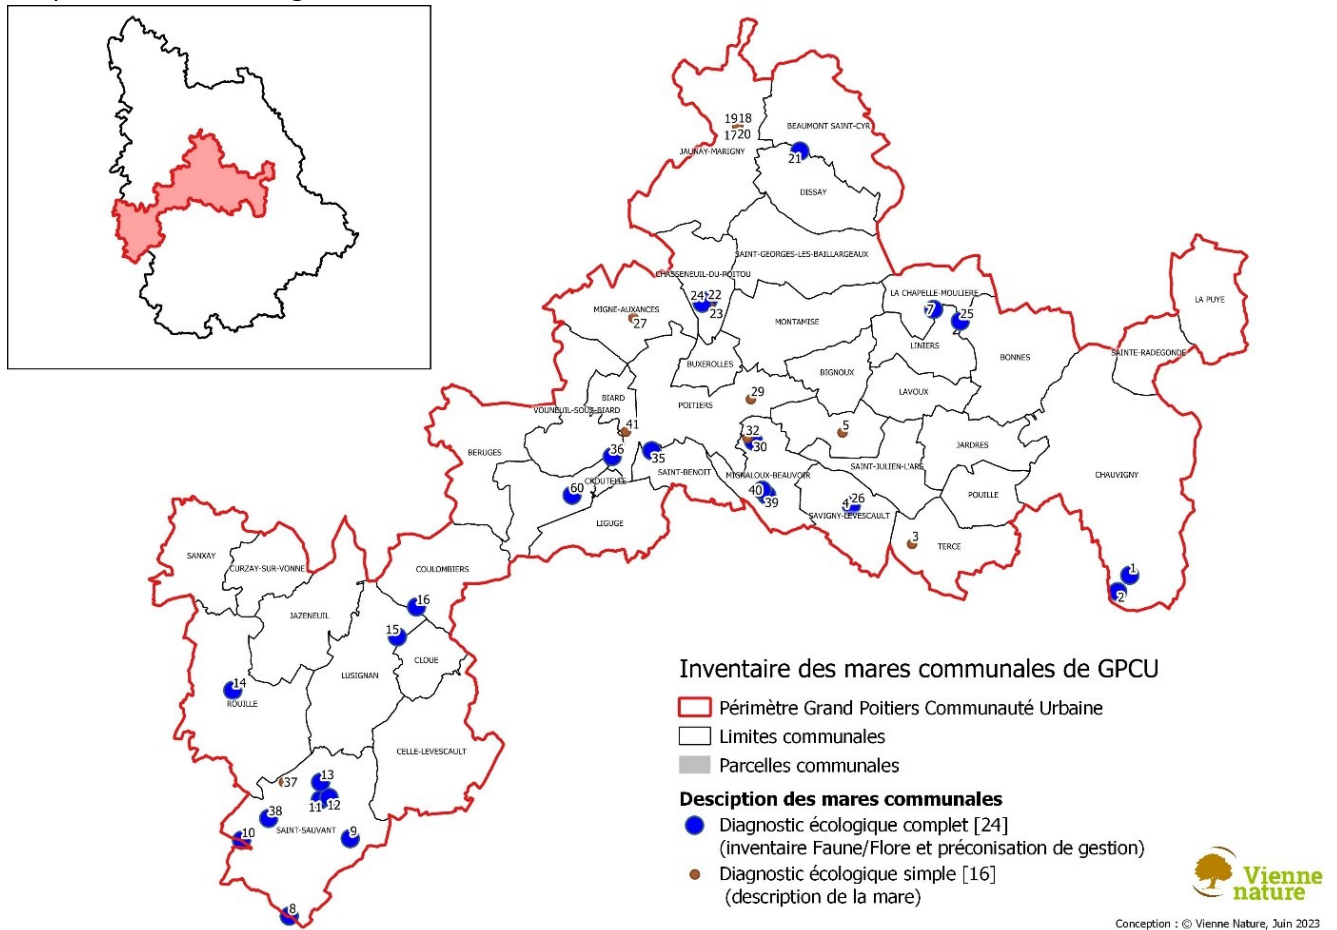 19 18
17 20
BEAUMONT SAINT-CYR
JAUNAY-MARIGNY
21
DISSAY
SAINT-GEORGES-LES-BAILLARGEAUX
CHASSENEUIL-DU-POITOU
24 22
23
LA CHAPELLE-MOULIERE
LA PUYE
7
25
MIGNE-AUXANCES
27
MONTAMISE
LINIERS
BONNES
SAINTE-RADEGONDE
BUXEROLLES
BIGNOUX
LAVOUX
BIARD
29
POITIERS
VOUNEUIL-SOUS-BIARD
41
32
30
5
BERUGES
36
35
SAINT-BENOIT
SAINT-JULIEN-L'ARS
JARDRES
CHAUVIGNY
MIGNALOUX-BEAUVOIR
60
CROUTELLE
40
39
4 26
POUILLE
SAVIGNY-LEVESCAULT
LIGUGE
3
TERCE
SANXAY
CURZAY-SUR-VONNE
COULOMBIERS
1
2
16
JAZENEUIL
15
CLOUE
LUSIGNAN
14
ROUILLE
CELLE-LEVESCAULT
37
13
11
12
38
SAINT-SAUVANT
10
9
8
Inventaire des mares communales de GPCU
Périmètre Grand Poitiers Communauté Urbaine
Limites communales
Parcelles communales
Desciption des mares communales
Diagnostic écologique complet [24]
(inventaire Faune/Flore et préconisation de gestion)
Diagnostic écologique simple [16]
(description de la mare)
Vienne
nature
Conception : © Vienne Nature, Juin 2023